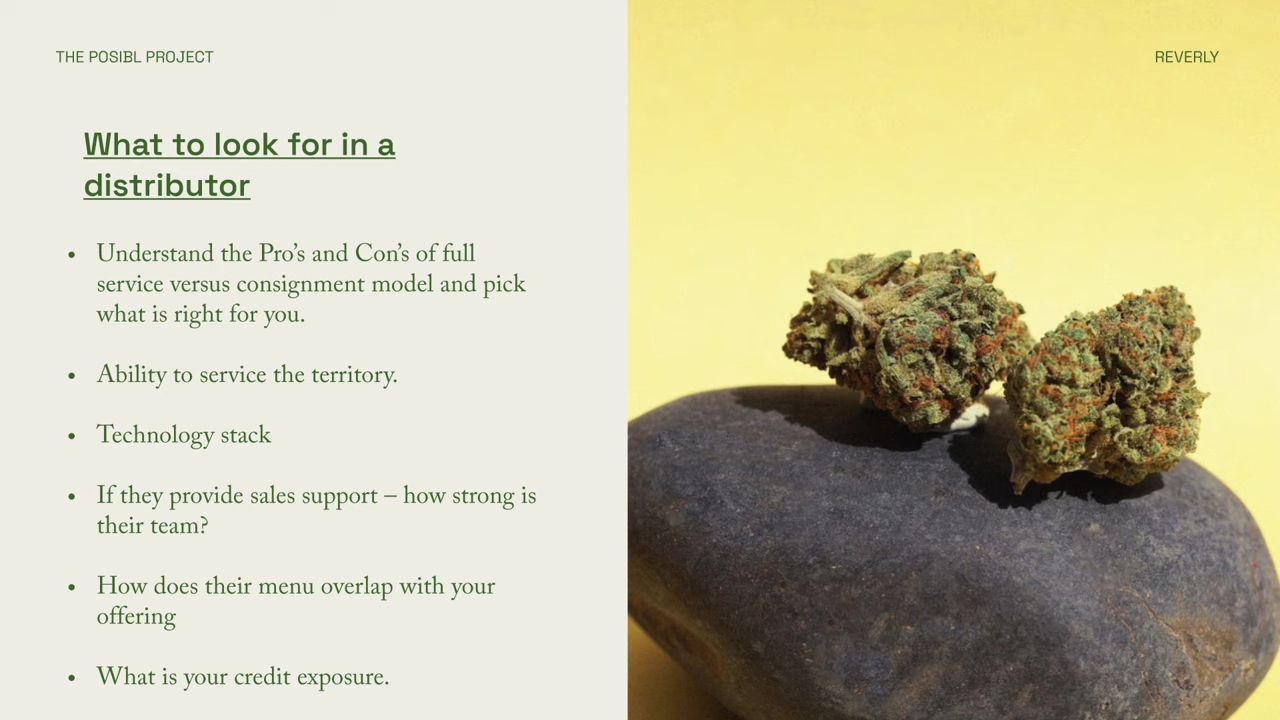 THE POSIBL PROJECT
REVERLY
What to look for in a
distributor
• Understand the Pro’s and Con’s of full
service versus consignment model and pick
what is right for you.
• Ability to service the territory.
• Technology stack
• If they provide sales support – how strong is
their team?
• How does their menu overlap with your
offering
• What is your credit exposure.